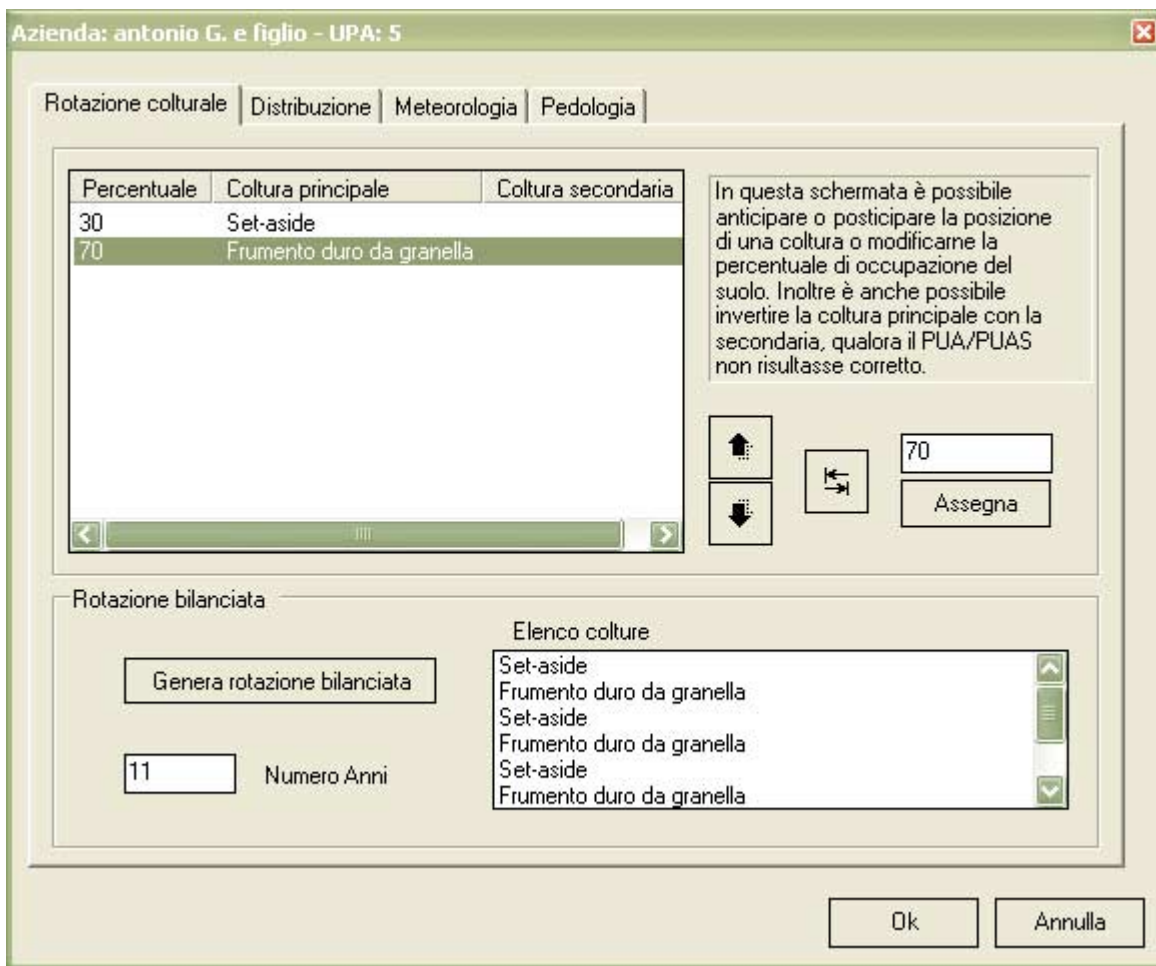 Azienda: antonio G. e figlio - UPA: 5
Rotazione colturale Distribuzione Meteorologia Pedologia
Percentuale Coltura principale Coltura secondaria
30 Set-aside
70 Frumento duro da granella
In questa schermata è possibile
anticipare o posticipare la posizione
di una coltura o modificarne la
percentuale di occupazione del
suolo. Inoltre è anche possibile
invertire la coltura principale con la
secondaria, qualora il PUA/PUAS
non risultasse corretto.
70
Assegna
Rotazione bilanciata
Genera rotazione bilanciata
11 Numero Anni
Elenco colture
Set-aside
Frumento duro da granella
Set-aside
Frumento duro da granella
Set-aside
Frumento duro da granella
Ok Annulla